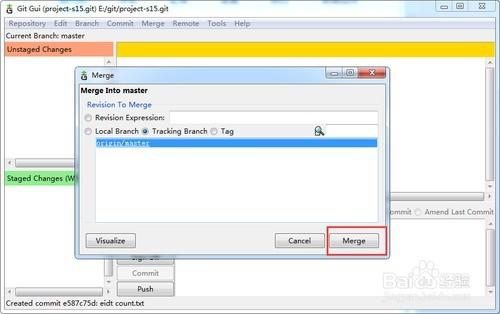 Git Gui (project-s15.git) E:/git/project-s15.git
Repository Edit Branch Commit Merge Remote Tools Help
Current Branch: master
Unstaged Changes
Merge
Merge Into master
Revision To Merge
Revision Expression:
Local Branch Tracking Branch Tag
origin/master
Staged Changes (W
Commit Amend Last Commit
Visualize Cancel Merge
Sign Off
Commit
Push
Baidu 经验
jingyan.baidu.com
Created commit e587c75d: eidt count.txt